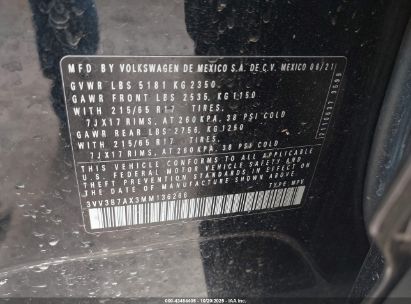 MFD BY VOLKSWAGEN DE MEXICO S.A. DE C.V. MEXICO 06/21
GVWR LBS 5181 KG 2350
GAWR FRONT LBS 2535, KG 1150
WITH 215/65 R17 TIRES.
7JX17 RIMS, AT 260KPA, 38 PSI COLD
GAWR REAR LBS 2756, KG 1250
WITH 215/65 R17 TIRES.
7JX17 RIMS, AT 260 KPA, 38 PSI COLD
THIS VEHICLE CONFORMS TO ALL APPLICABLE
FEDERAL MOTOR VEHICLE SAFETY AND
THEFT PREVENTION STANDARDS IN EFFECT ON
THE DATE OF MANUFACTURE SHOWN ABOVE.
3VV3B7AX3MM136286 TYPE: MPV